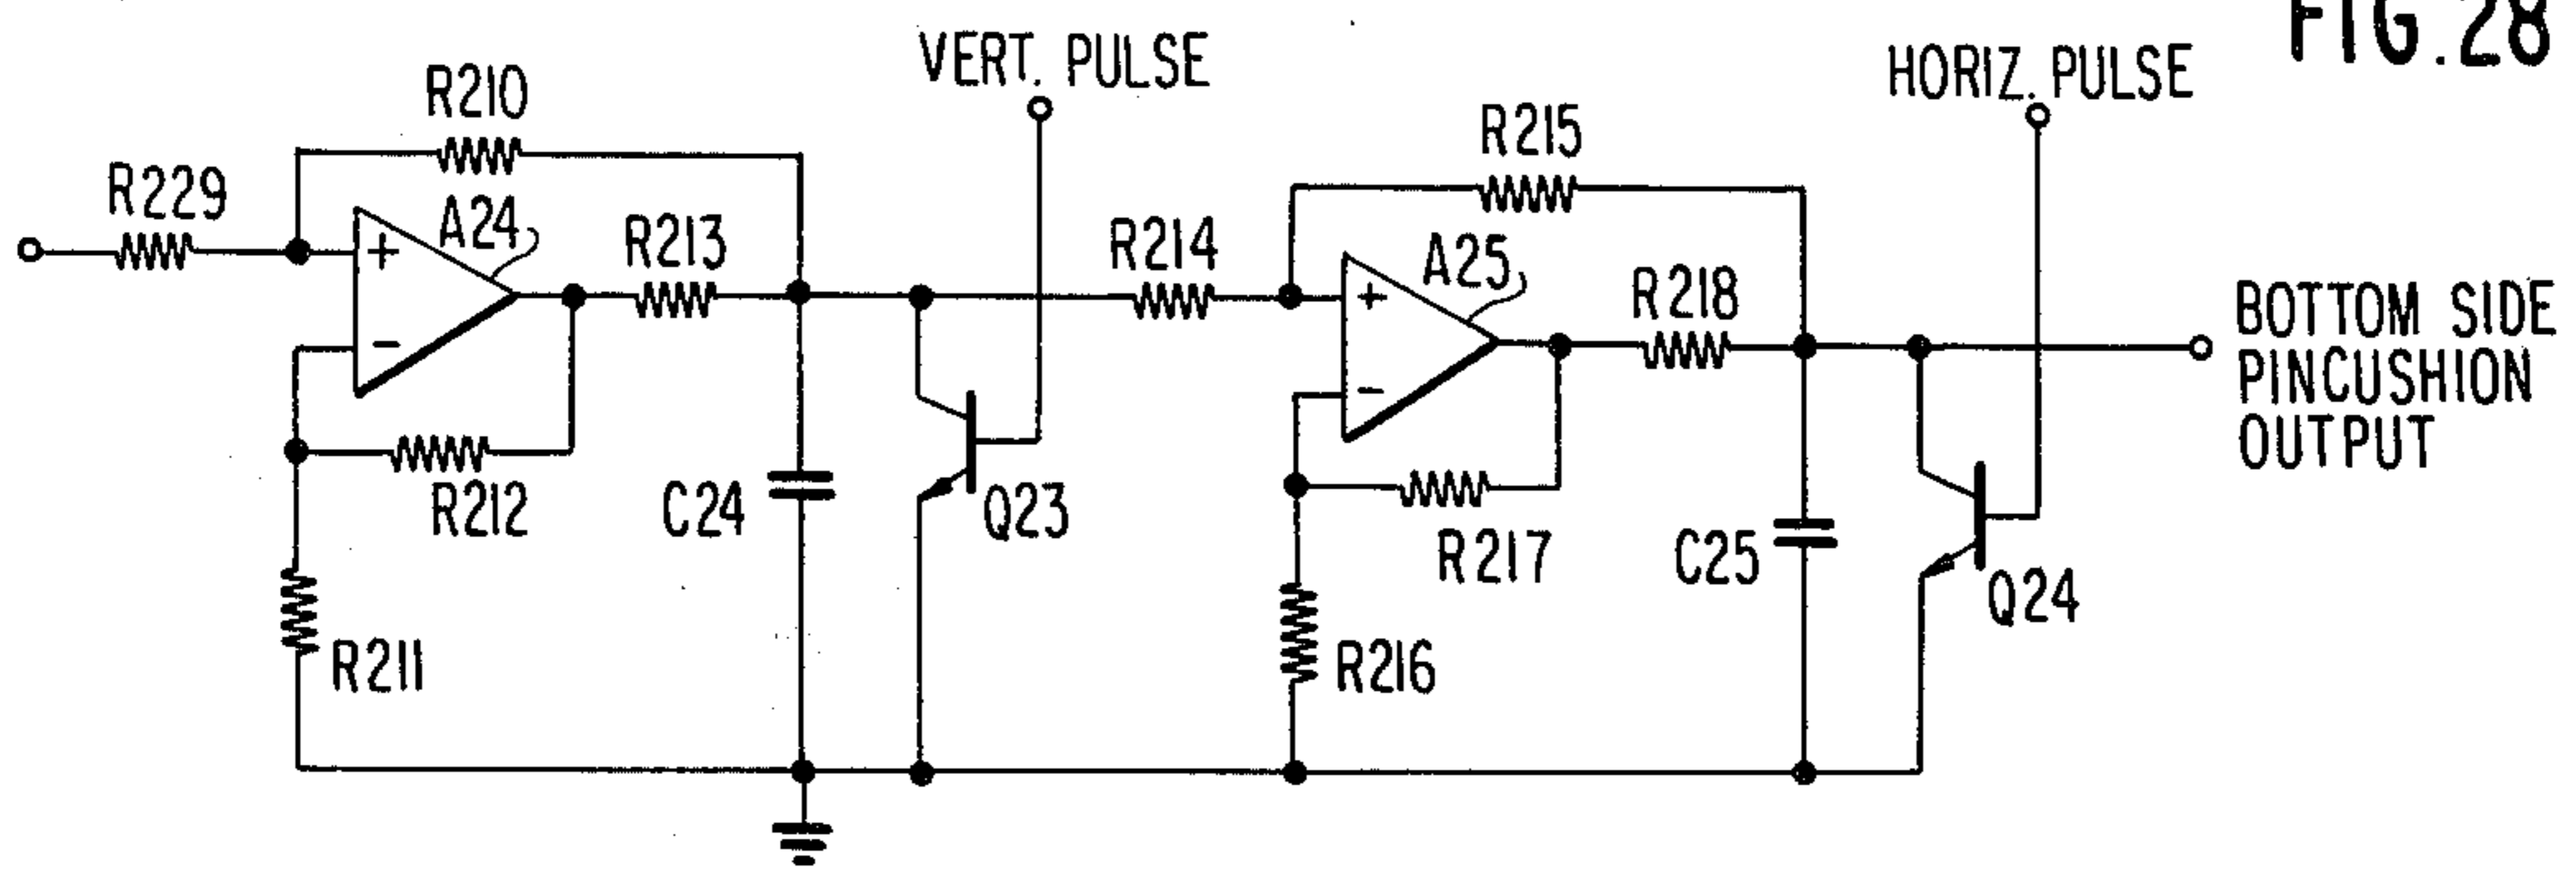 FIG.28
VERT. PULSE
HORIZ. PULSE
R210
R215
R229
A24
R213
R214
A25
R218
+
+
-
-
BOTTOM SIDE
PINCUSHION
OUTPUT
R212
C24
Q23
R217
C25
Q24
R211
R216